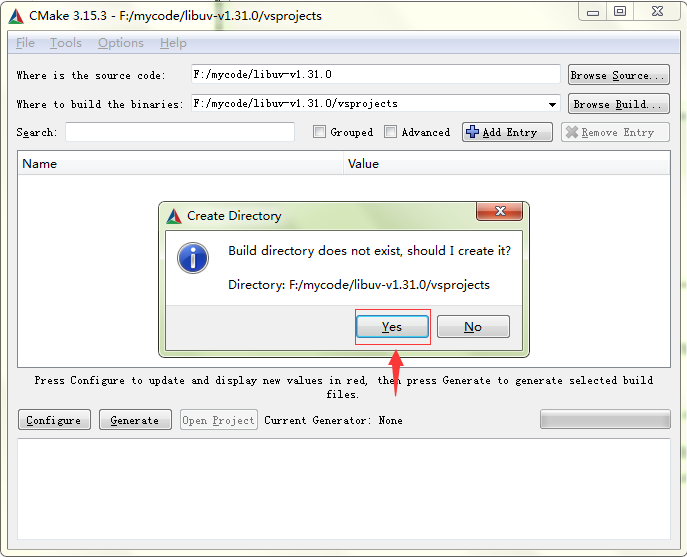 CMake 3.15.3 - F:/mycode/libuv-v1.31.0/vsprojects
File Tools Options Help
Where is the source code: F:/mycode/libuv-v1.31.0 Browse Source...
Where to build the binaries: F:/mycode/libuv-v1.31.0/vsprojects Browse Build...
Search: Grouped Advanced Add Entry Remove Entry
Name Value
Create Directory
Build directory does not exist, should I create it?
Directory: F:/mycode/libuv-v1.31.0/vsprojects
Yes No
Press Configure to update and display new values in red, then press Generate to generate selected build
files.
Configure Generate Open Project Current Generator: None